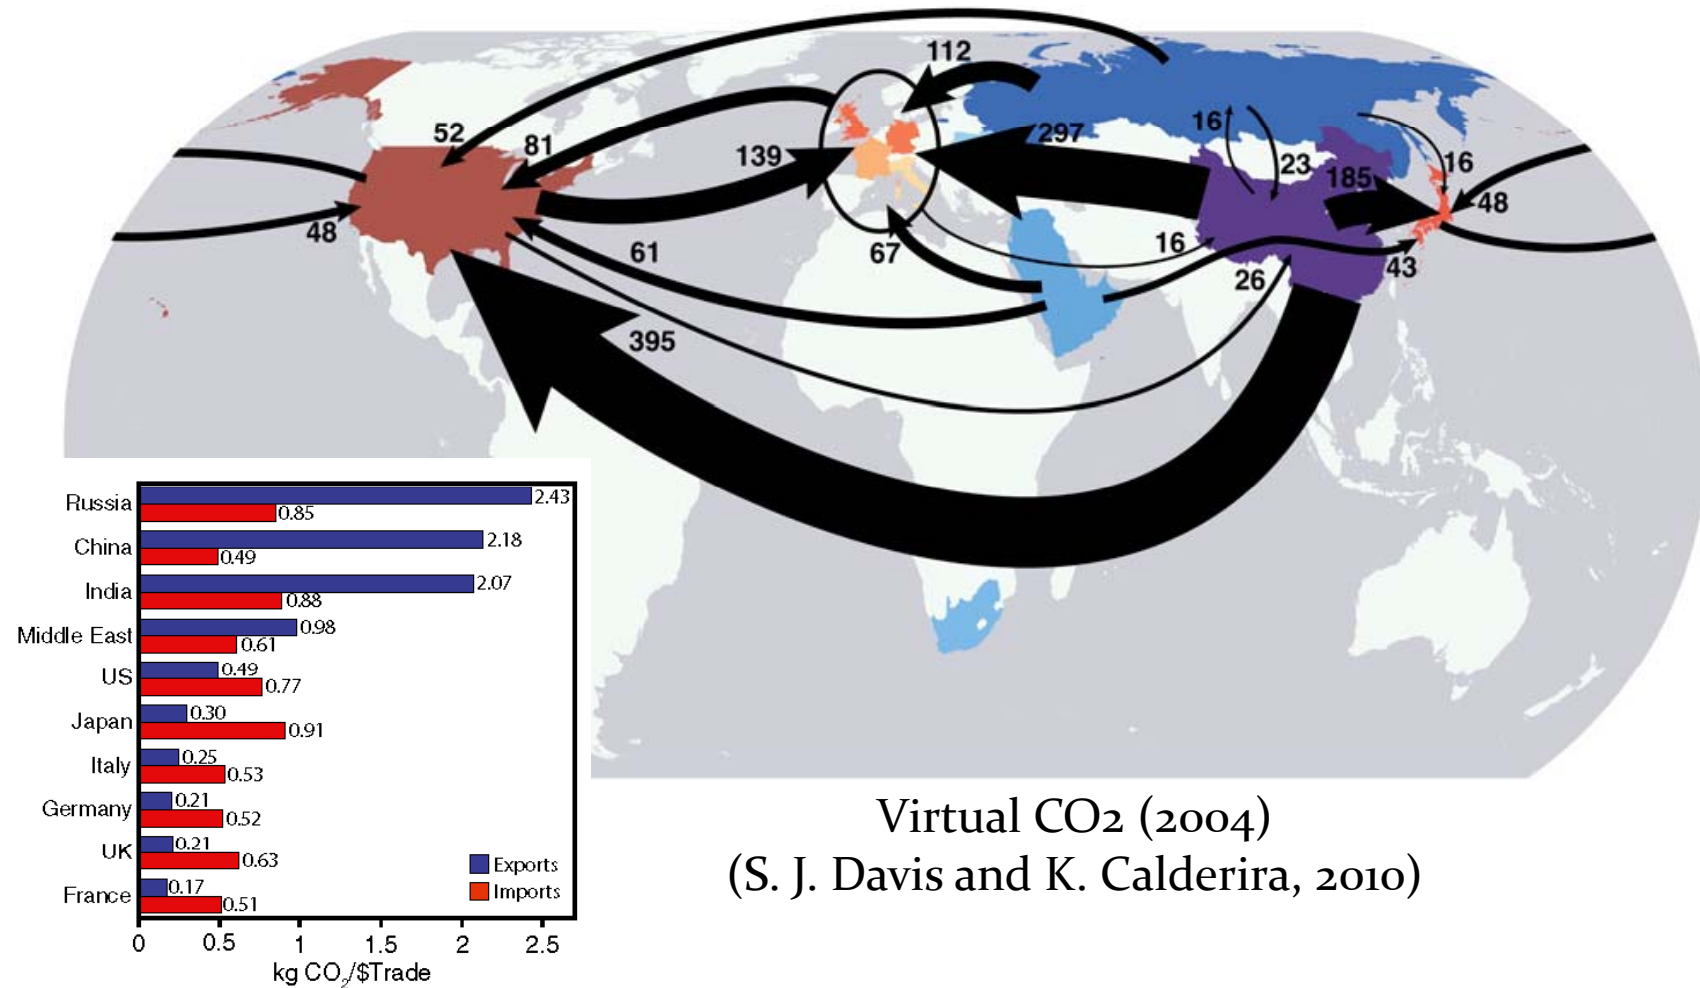 112
52
81
139
297
16
23
16
185
48
48
61
67
16
26
43
395
Russia
2.43
0.85
China
2.18
0.49
India
2.07
0.88
Middle East
0.98
0.61
US
0.49
0.77
Japan
0.30
0.91
Italy
0.25
0.53
Germany
0.21
0.52
UK
0.21
0.63
France
0.17
0.51
Exports
Imports
0 0.5 1 1.5 2 2.5
kg CO₂/$Trade
Virtual CO2 (2004)
(S. J. Davis and K. Calderira, 2010)